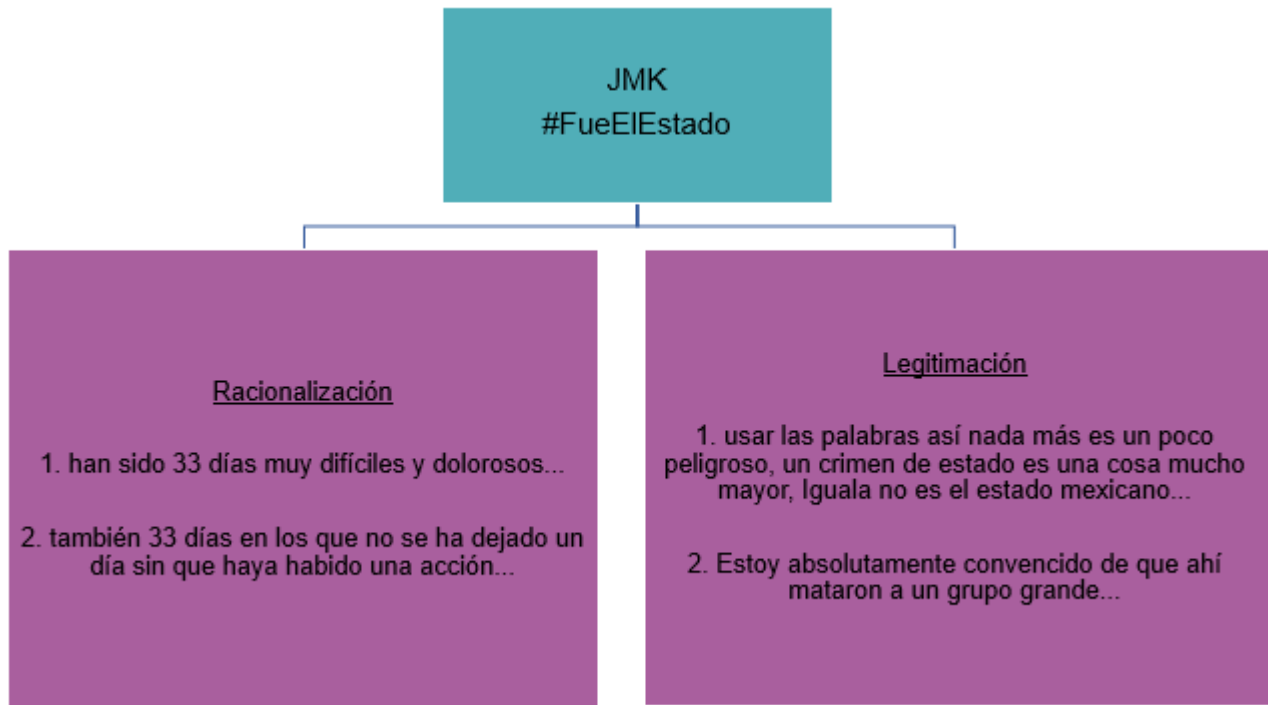 JMK
#FueElEstado
Racionalización
1. han sido 33 días muy difíciles y dolorosos...
2. también 33 días en los que no se ha dejado un
día sin que haya habido una acción...
Legitimación
1. usar las palabras así nada más es un poco
peligroso, un crimen de estado es una cosa mucho
mayor, Iguala no es el estado mexicano...
2. Estoy absolutamente convencido de que ahí
mataron a un grupo grande...